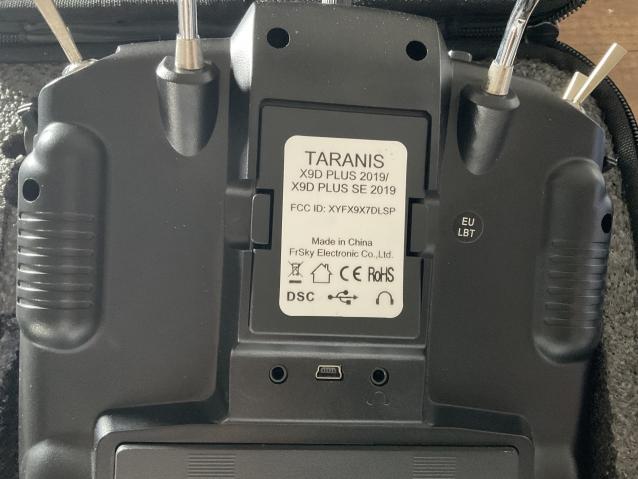 TARANIS
X9D PLUS 2019/
X9D PLUS SE 2019
FCC ID: XYFX9X7DLSP
EU
LBT
Made in China
FrSky Electronic Co.,Ltd.
CE RoHS
DSC